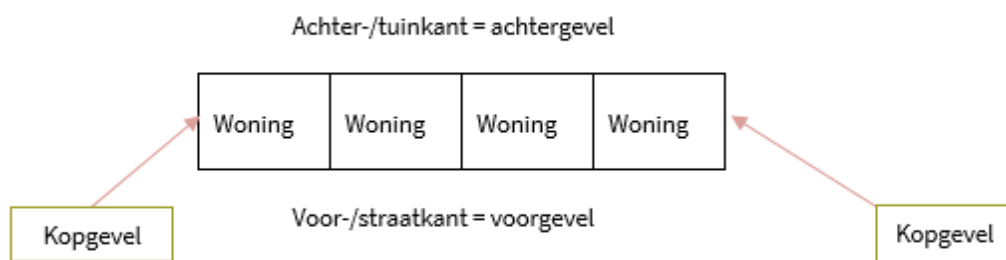 Achter-/tuinkant = achtergevel
Woning Woning Woning Woning
Voor-/straatkant = voorgevel
Kopgevel
Kopgevel